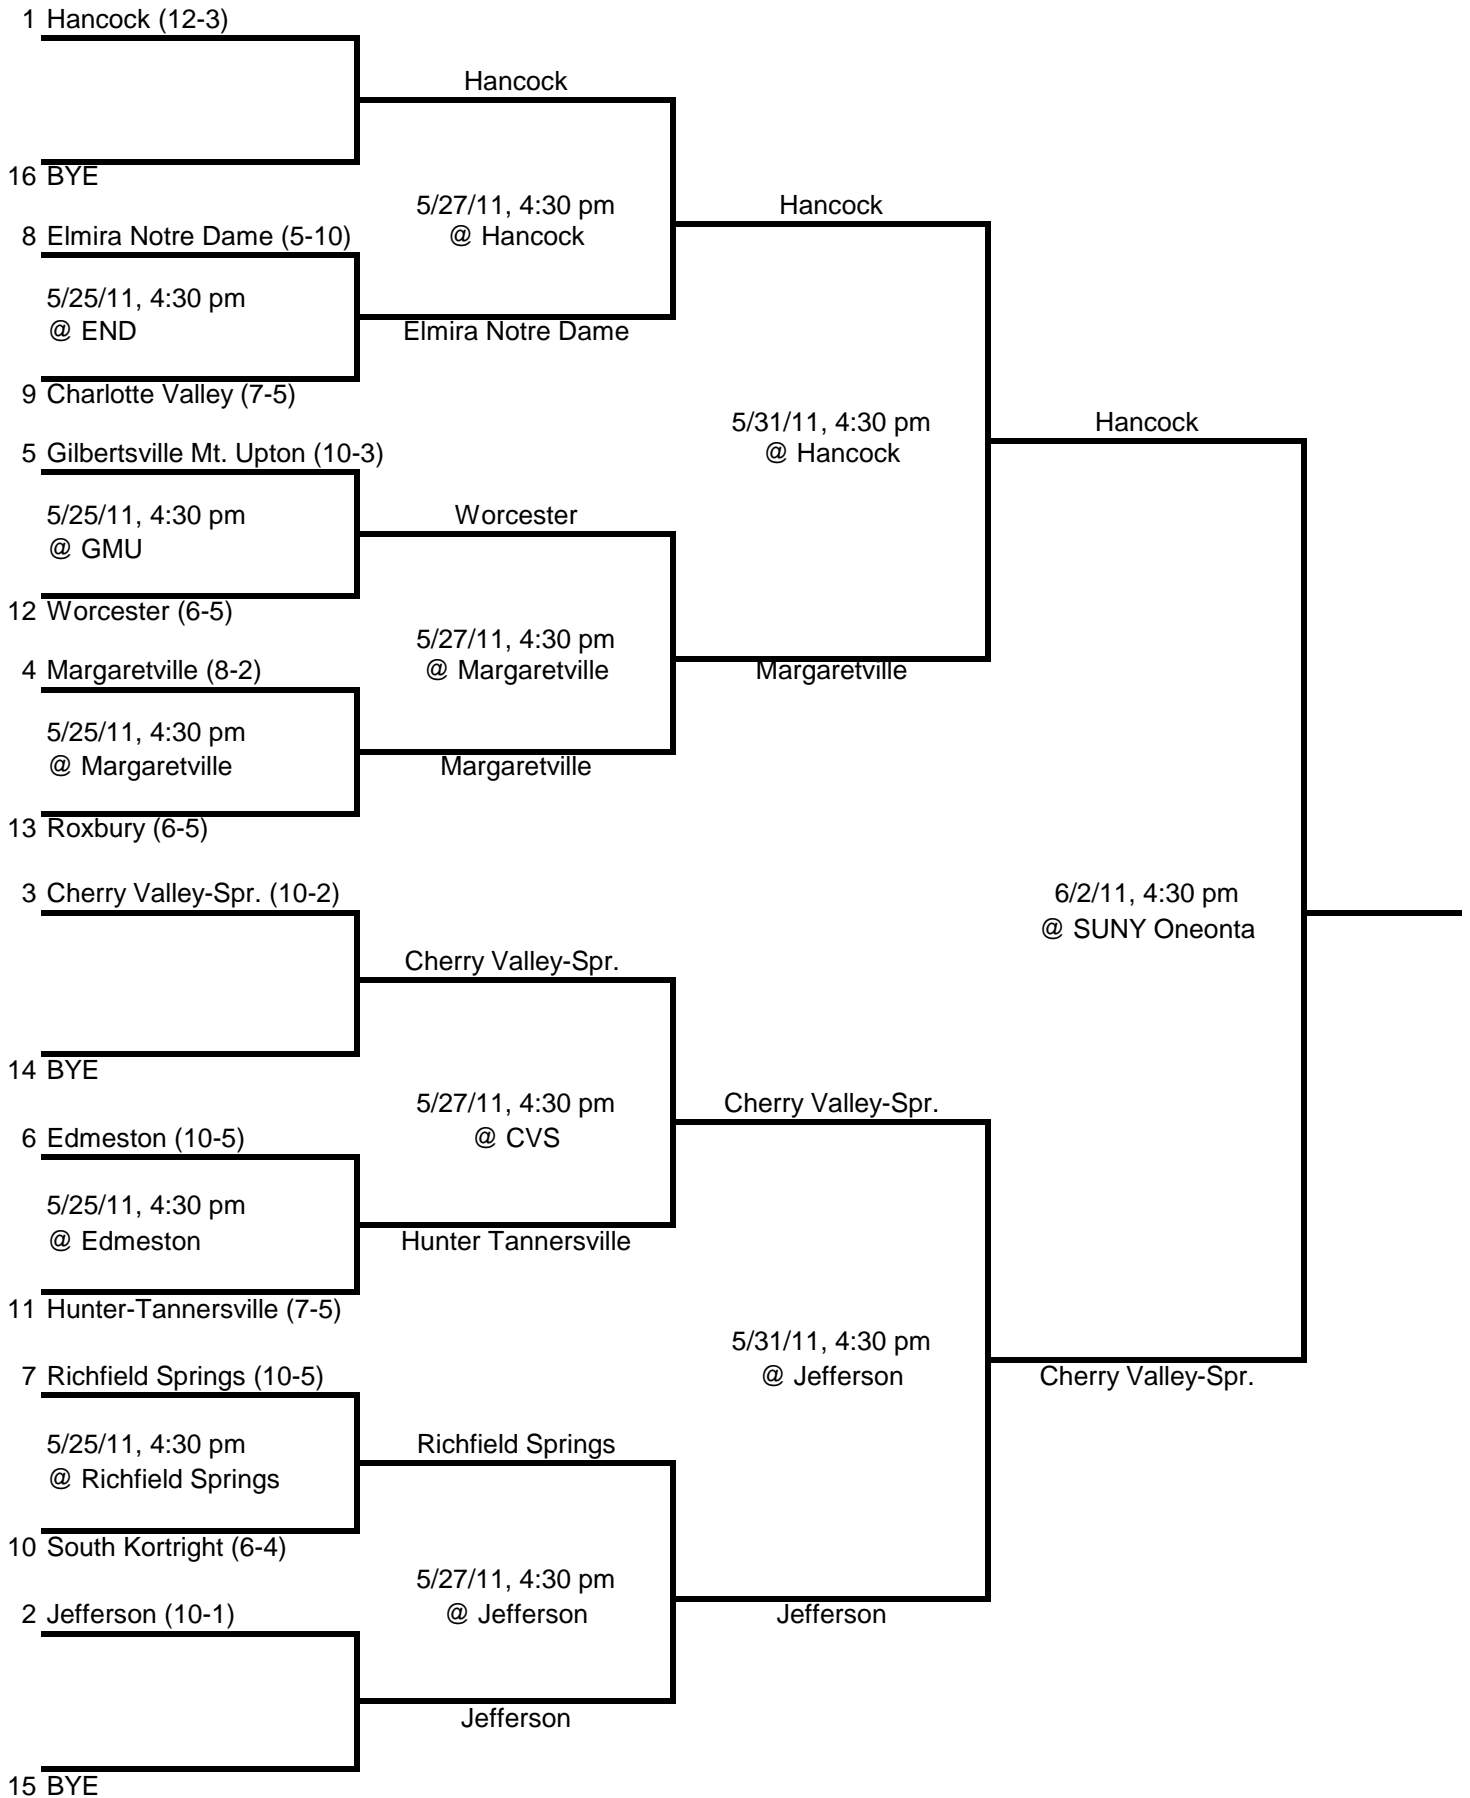 1 Hancock (12-3)
Hancock
16 BYE
5/27/11, 4:30 pm
@ Hancock
Hancock
8 Elmira Notre Dame (5-10)
5/25/11, 4:30 pm
@ END
Elmira Notre Dame
9 Charlotte Valley (7-5)
5/31/11, 4:30 pm
@ Hancock
Hancock
5 Gilbertsville Mt. Upton (10-3)
5/25/11, 4:30 pm
@ GMU
Worcester
12 Worcester (6-5)
5/27/11, 4:30 pm
@ Margaretville
Margaretville
4 Margaretville (8-2)
5/25/11, 4:30 pm
@ Margaretville
Margaretville
13 Roxbury (6-5)
3 Cherry Valley-Spr. (10-2)
6/2/11, 4:30 pm
@ SUNY Oneonta
Cherry Valley-Spr.
14 BYE
5/27/11, 4:30 pm
@ CVS
Cherry Valley-Spr.
6 Edmeston (10-5)
5/25/11, 4:30 pm
@ Edmeston
Hunter Tannersville
11 Hunter-Tannersville (7-5)
5/31/11, 4:30 pm
@ Jefferson
Cherry Valley-Spr.
7 Richfield Springs (10-5)
5/25/11, 4:30 pm
@ Richfield Springs
Richfield Springs
10 South Kortright (6-4)
5/27/11, 4:30 pm
@ Jefferson
Jefferson
2 Jefferson (10-1)
Jefferson
15 BYE